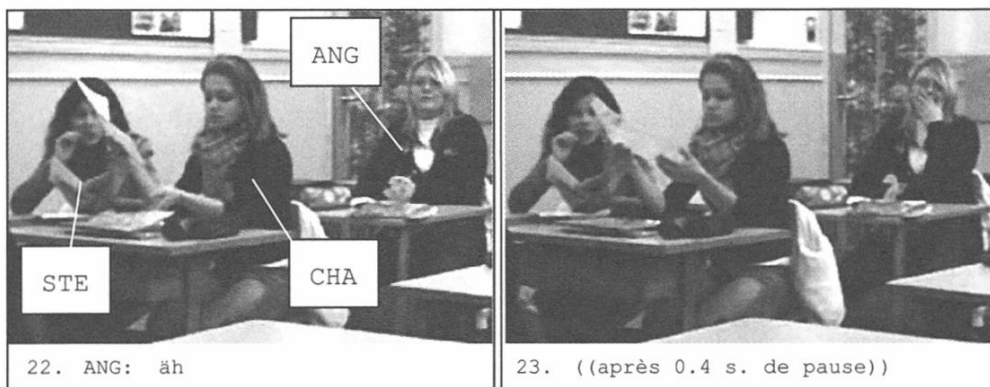 ANG
STE
CHA
22. ANG: äh
23. ((après 0.4 s. de pause))